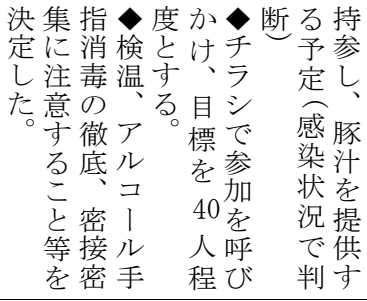 持参し、豚汁を提供す
る予定（感染状況で判
断）
◆チラシで参加を呼び
かけ、目標を 40 人程
度とする。
◆検温、アルコール手
指消毒の徹底、密接密
集に注意すること等を
決定した。